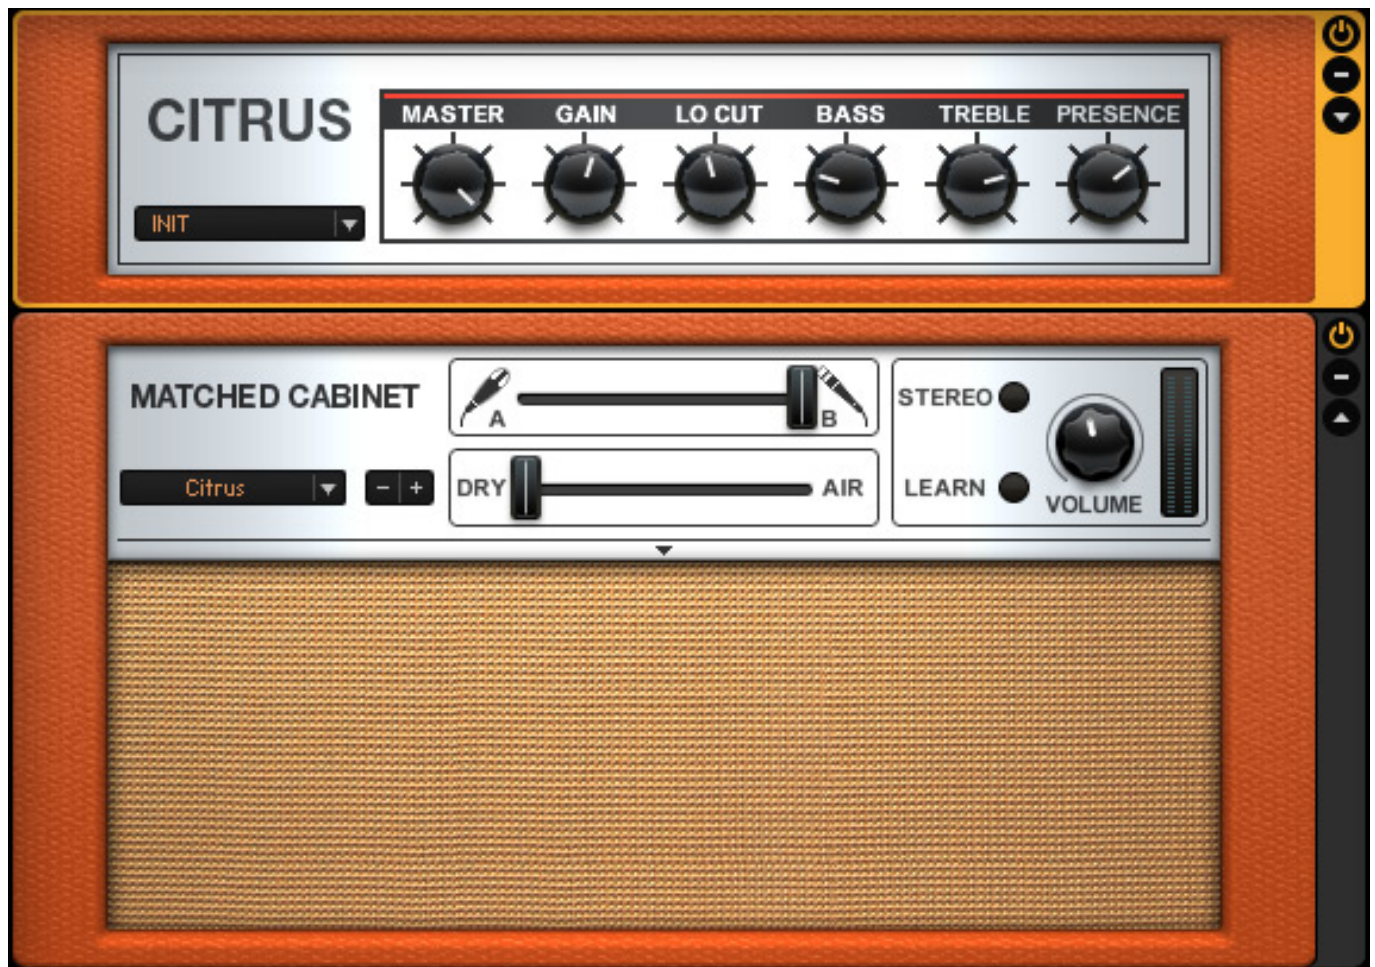 CITRUS
MASTER GAIN LO CUT BASS TREBLE PRESENCE
INIT
MATCHED CABINET
A B
STEREO
Citrus - +
DRY AIR
LEARN
VOLUME